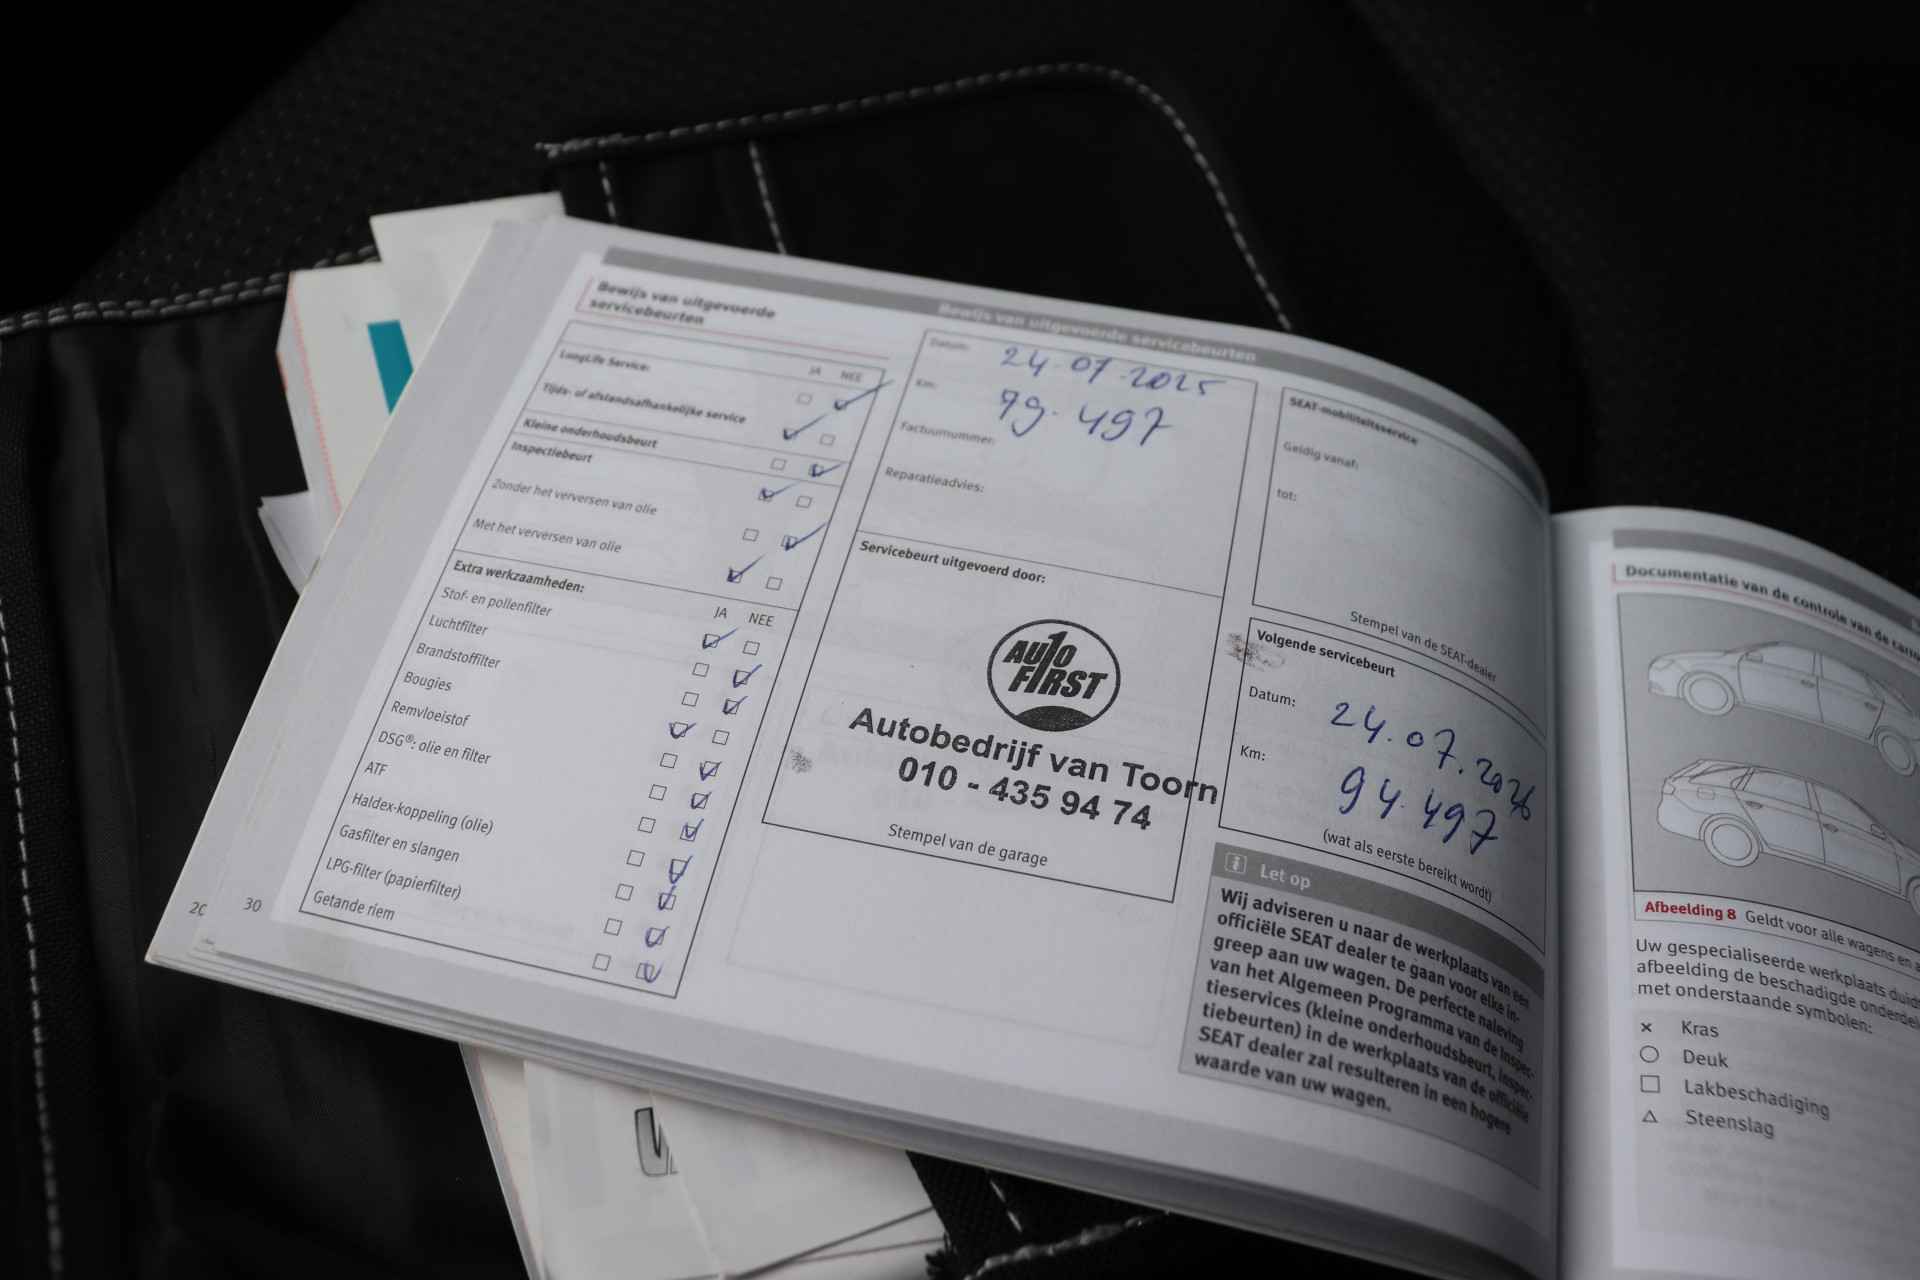 Bewijs van uitgevoerde servicebeurten
Bewijs van uitgevoerde
servicebeurten
JA NEE
LongLife Service:
Tijds- of afstandsafhankelijke service
Kleine onderhoudsbeurt
Inspectiebeurt
Zonder het verversen van olie
Met het verversen van olie
Extra werkzaamheden:
JA NEE
Stof- en pollenfilter
Luchtfilter
Brandstoffilter
Bougies
Remvloeistof
DSG®: olie en filter
ATF
Haldex-koppeling (olie)
Gasfilter en slangen
LPG-filter (papierfilter)
Getande riem
20
30
Datum: 24-07-2025
Km: 79.497
Factuurnummer:
Reparatieadvies:
Servicebeurt uitgevoerd door:
AUTO
FIRST
Autobedrijf van Toorn
010 - 435 94 74
Stempel van de garage
SEAT-mobiliteitsservice
Geldig vanaf:
tot:
Stempel van de SEAT-dealer
Volgende servicebeurt
Datum: 24.07.2026
Km: 94.497
(wat als eerste bereikt wordt)
i Let op
Wij adviseren u naar de werkplaats van een
officiële SEAT dealer te gaan voor elke in-
greep aan uw wagen. De perfecte naleving
van het Algemeen Programma van de Inspec-
tieservices (kleine onderhoudsbeurt, inspec-
tiebeurten) in de werkplaats van de officiële
SEAT dealer zal resulteren in een hogere
waarde van uw wagen.
Documentatie van de controle van de
Afbeelding 8 Geldt voor alle wagens en
Uw gespecialiseerde werkplaats
afbeelding de beschadigde
met onderstaande symbolen:
× Kras
○ Deuk
□ Lakbeschadiging
△ Steenslag